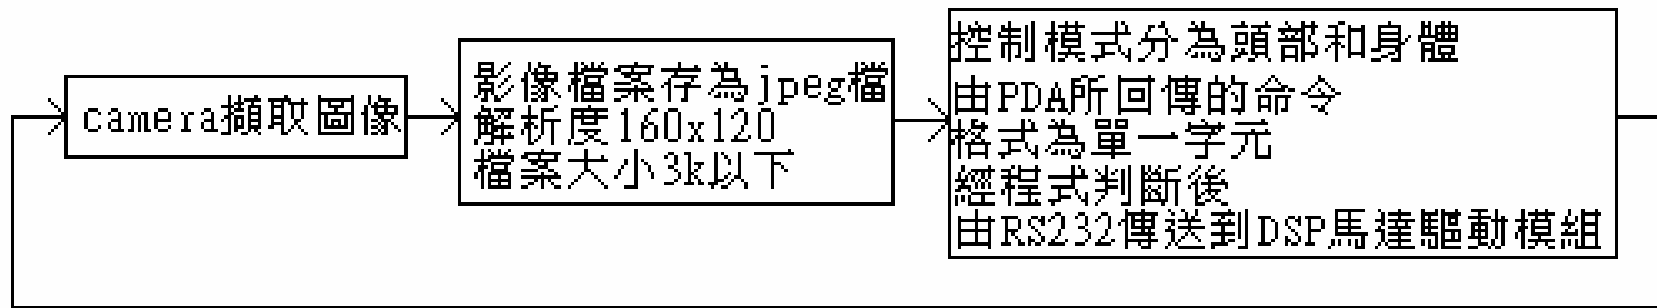 camera擷取圖像
影像檔案存為jpeg檔
解析度160x120
檔案大小3k以下
控制模式分為頭部和身體
由PDA所回傳的命令
格式為單一字元
經程式判斷後
由RS232傳送到DSP馬達驅動模組